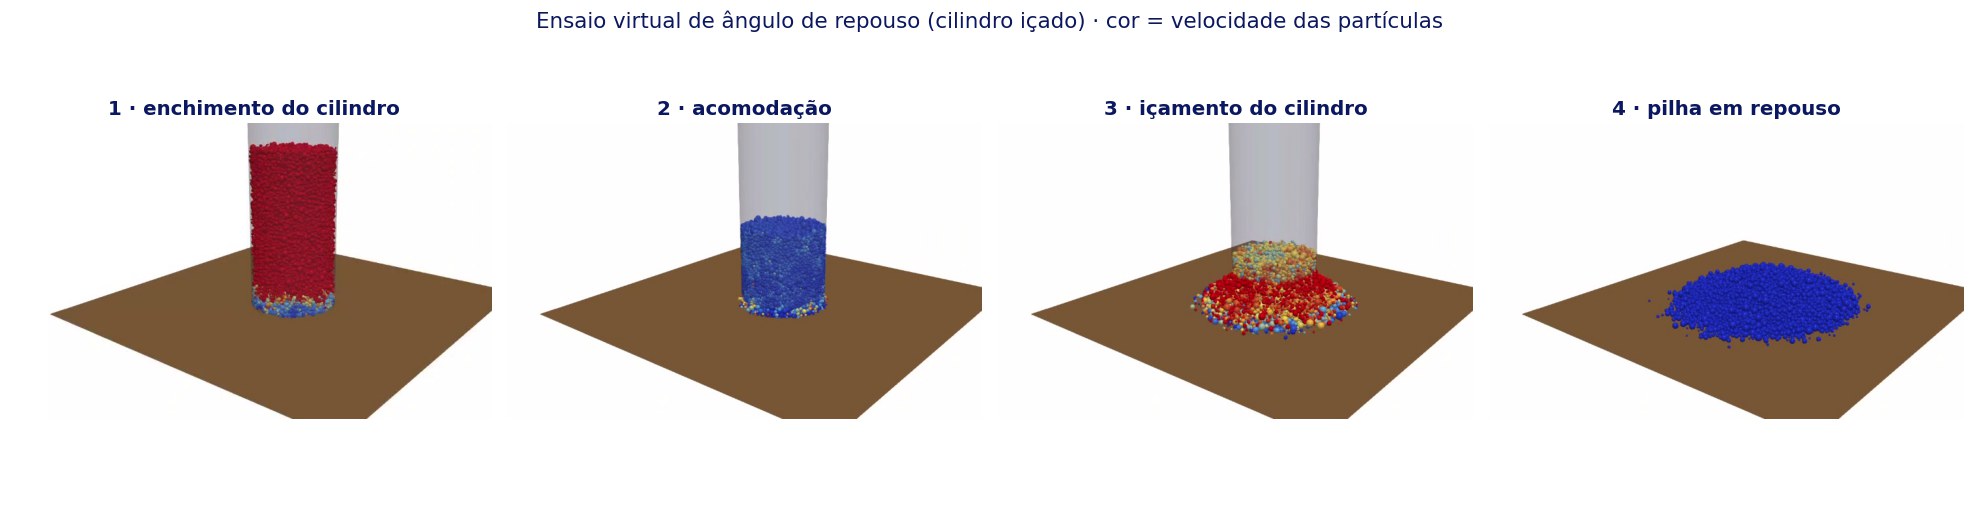 Ensaio virtual de ângulo de repouso (cilindro içado) · cor = velocidade das partículas
1 · enchimento do cilindro
2 · acomodação
3 · içamento do cilindro
4 · pilha em repouso